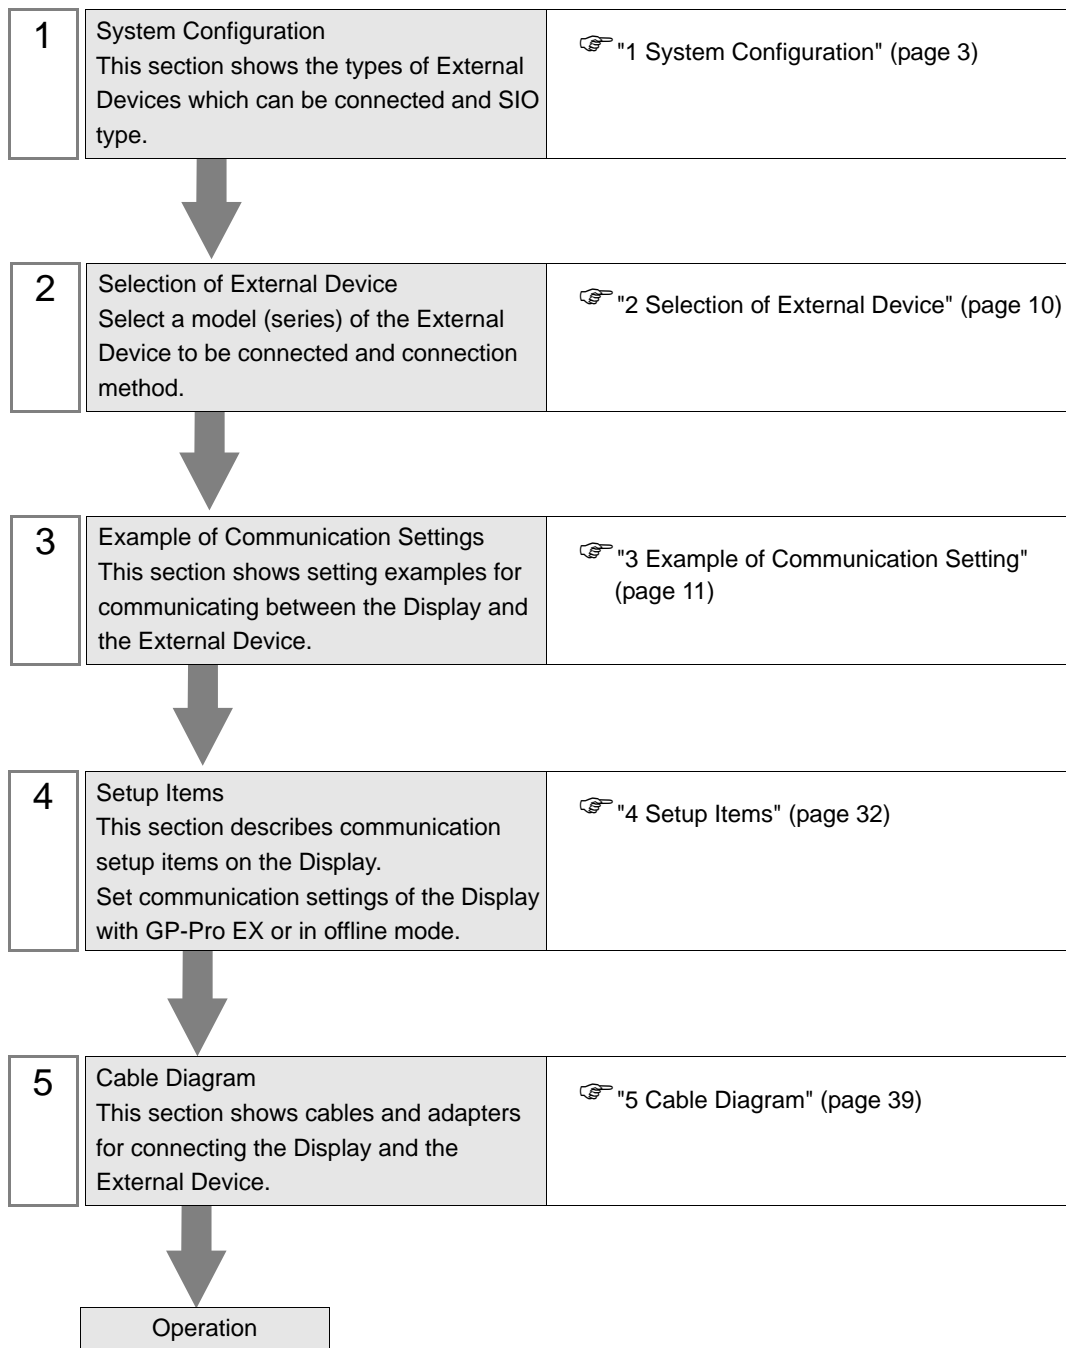 1
System Configuration
This section shows the types of External
Devices which can be connected and SIO
type.
"1 System Configuration" (page 3)
2
Selection of External Device
Select a model (series) of the External
Device to be connected and connection
method.
"2 Selection of External Device" (page 10)
3
Example of Communication Settings
This section shows setting examples for
communicating between the Display and
the External Device.
"3 Example of Communication Setting"
(page 11)
4
Setup Items
This section describes communication
setup items on the Display.
Set communication settings of the Display
with GP-Pro EX or in offline mode.
"4 Setup Items" (page 32)
5
Cable Diagram
This section shows cables and adapters
for connecting the Display and the
External Device.
"5 Cable Diagram" (page 39)
Operation